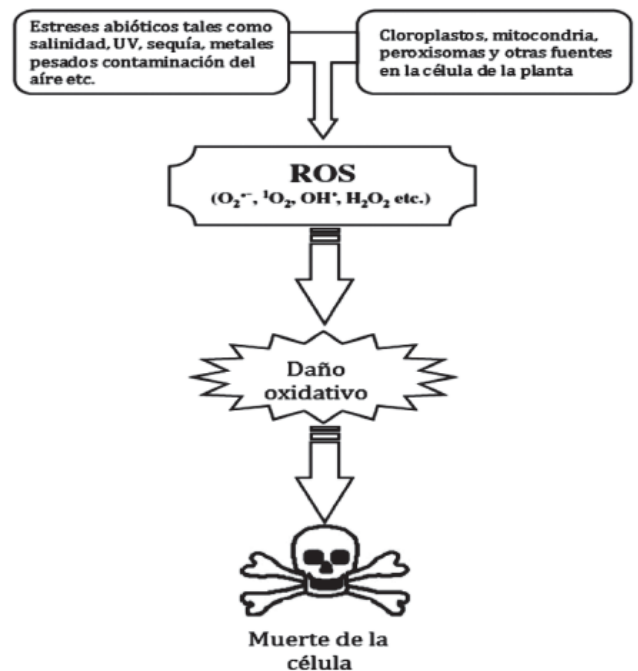 Estreses abióticos tales como
salinidad, UV, sequía, metales
pesados contaminación del
aíre etc.
Cloroplastos, mitocondria,
peroxisomas y otras fuentes
en la célula de la planta
ROS
(O₂•⁻, ¹O₂, OH•, H₂O₂ etc.)
Daño
oxidativo
Muerte de la
célula